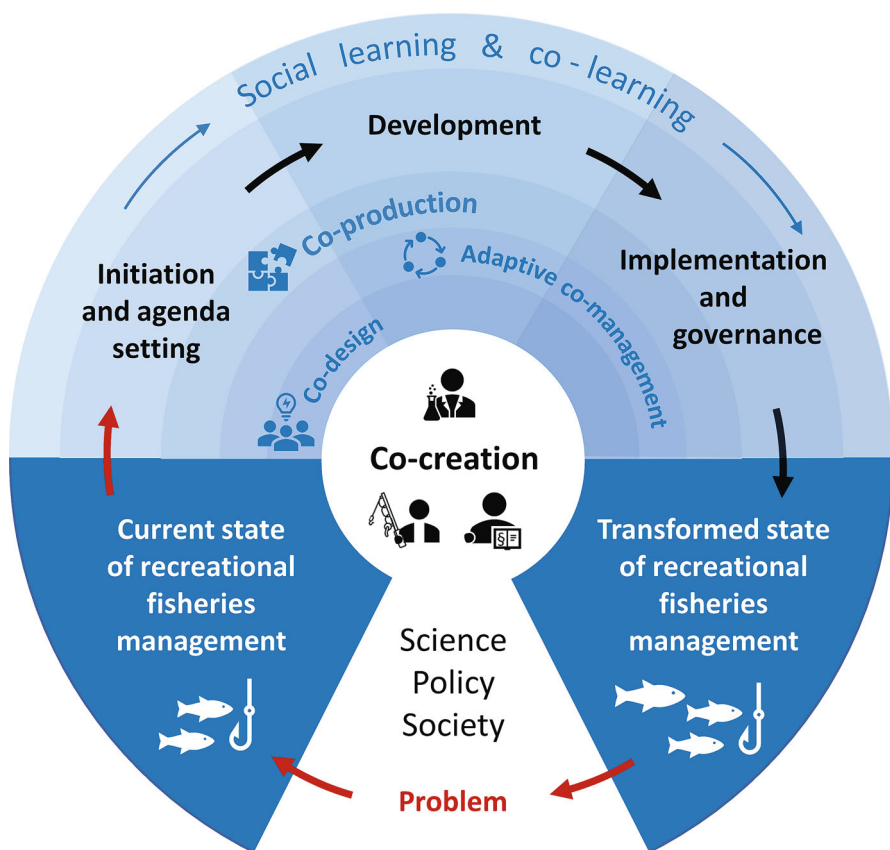 Social learning & co - learning
Development
Co-production
Adaptive co-management
Initiation
and agenda
setting
Implementation
and
governance
Co-design
Co-creation
§
Current state
of recreational
fisheries
management
Transformed state
of recreational
fisheries
management
Science
Policy
Society
Problem